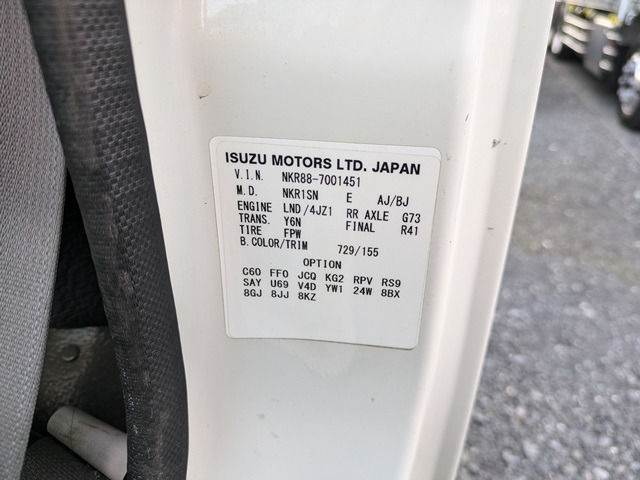 ISUZU MOTORS LTD. JAPAN
V.I.N. NKR88-7001451
M.D. NKR1SN E AJ/BJ
ENGINE LND/4JZ1 RR AXLE G73
TRANS. Y6N FINAL R41
TIRE FPW
B.COLOR/TRIM 729/155
OPTION
C60 FF0 JCQ KG2 RPV RS9
SAY U69 V4D YW1 24W 8BX
8GJ 8JJ 8KZ